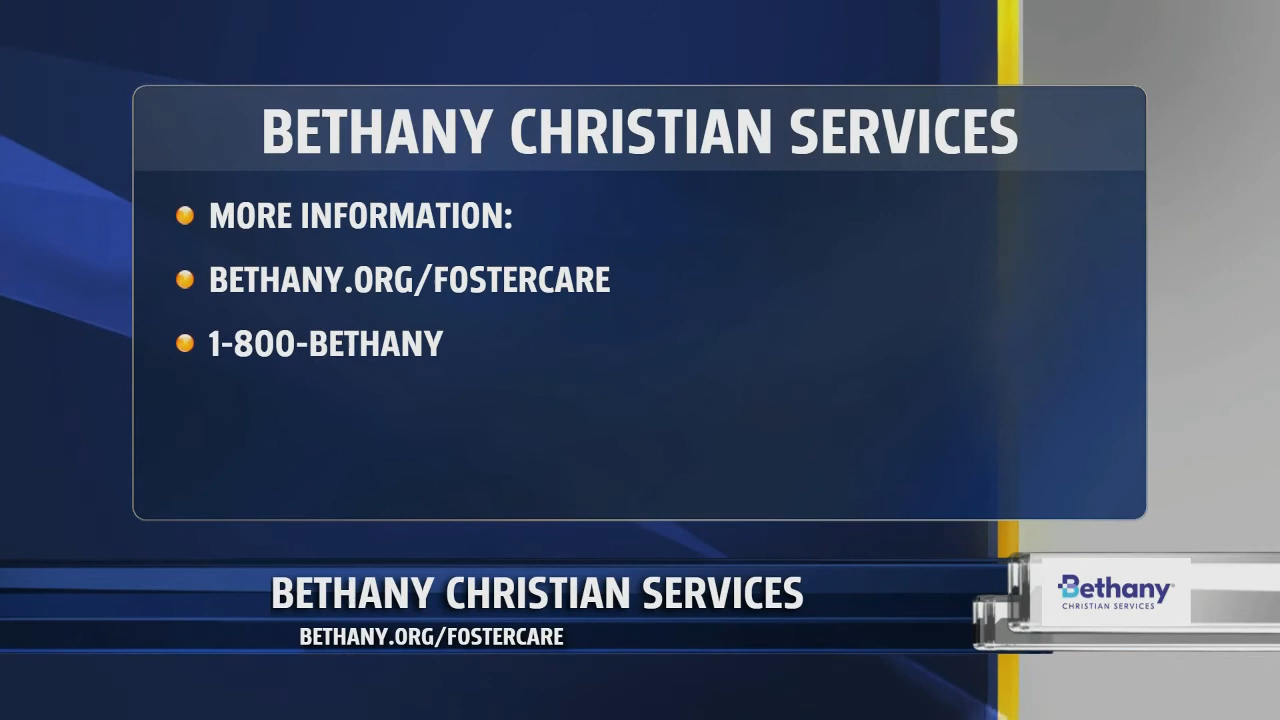 BETHANY CHRISTIAN SERVICES
MORE INFORMATION:
BETHANY.ORG/FOSTERCARE
1-800-BETHANY
BETHANY CHRISTIAN SERVICES
BETHANY.ORG/FOSTERCARE
Bethany
CHRISTIAN SERVICES